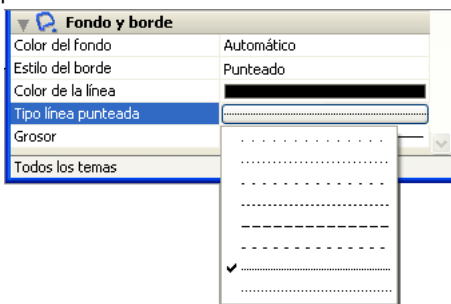 Fondo y borde
Color del fondo Automático
Estilo del borde Punteado
Color de la línea
Tipo línea punteada
Grosor
Todos los temas